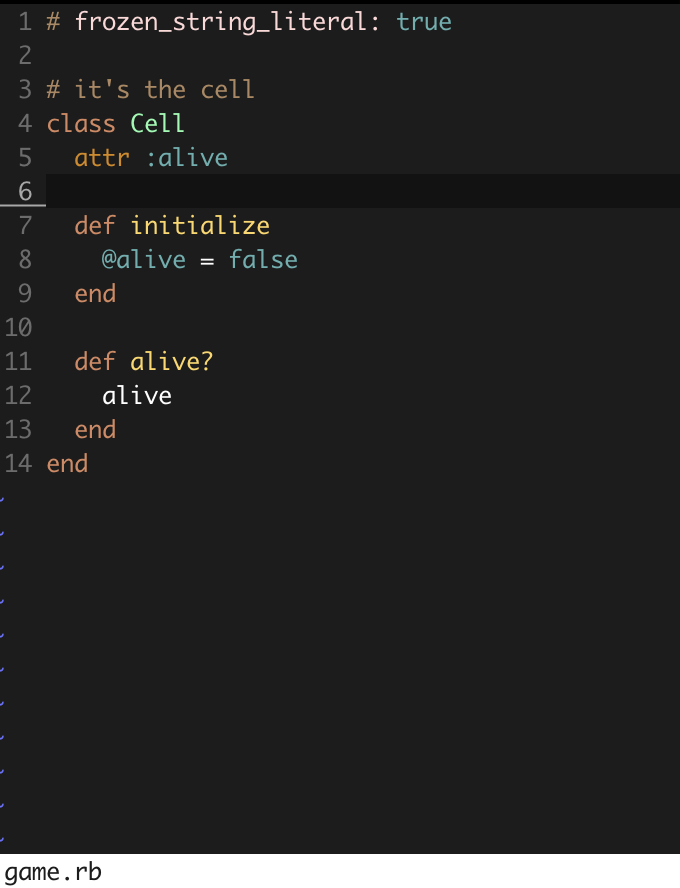 1 # frozen_string_literal: true
2
3 # it's the cell
4 class Cell
5   attr :alive
6
7   def initialize
8     @alive = false
9   end
10
11   def alive?
12     alive
13   end
14 end
~
~
~
~
~
~
~
~
~
~
~
game.rb